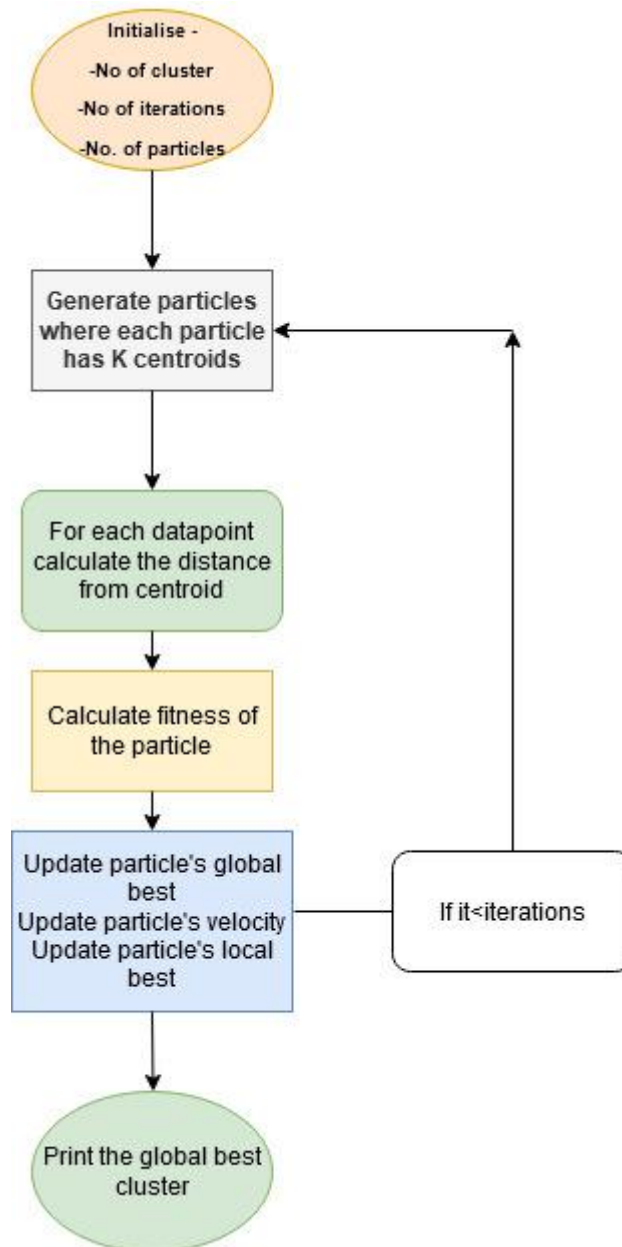 Initialise -
-No of cluster
-No of iterations
-No. of particles
Generate particles
where each particle
has K centroids
For each datapoint
calculate the distance
from centroid
Calculate fitness of
the particle
Update particle's global
best
Update particle's velocity
Update particle's local
best
If it<iterations
Print the global best
cluster